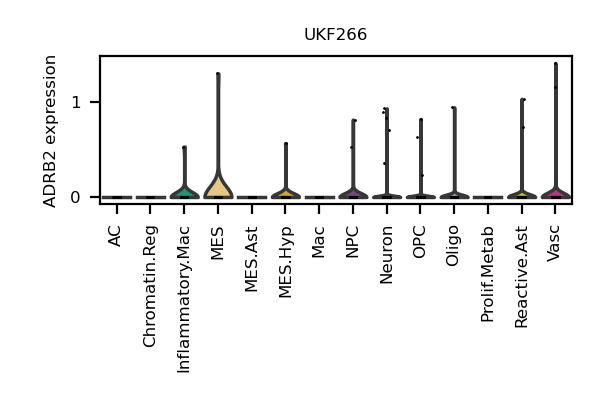 UKF266
ADRB2 expression
1
0
AC
Chromatin.Reg
Inflammatory.Mac
MES
MES.Ast
MES.Hyp
Mac
NPC
Neuron
OPC
Oligo
Prolif.Metab
Reactive.Ast
Vasc